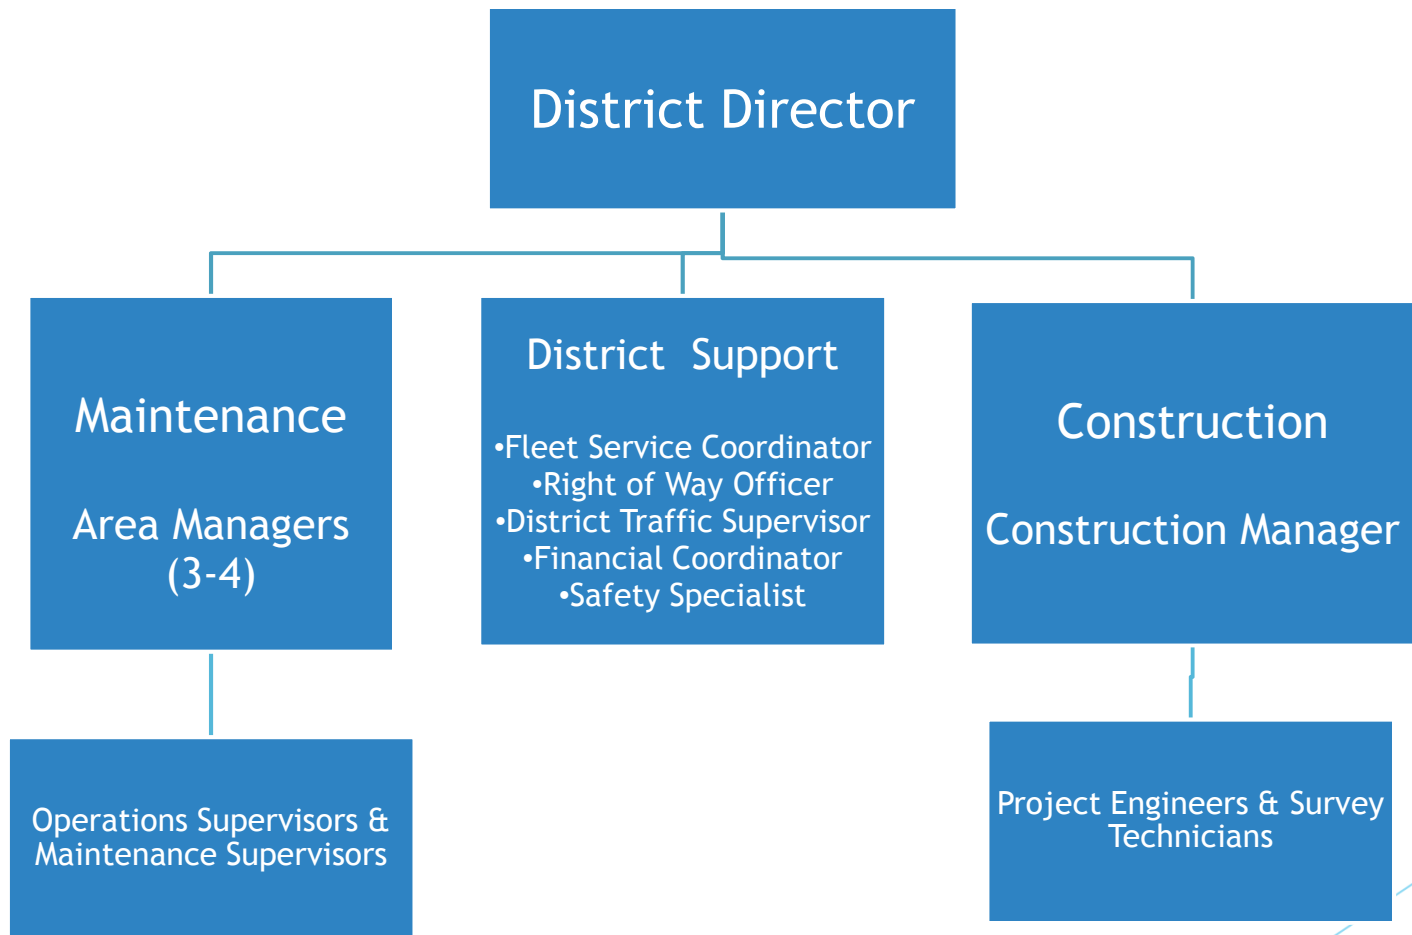 District Director
Maintenance
Area Managers
(3-4)
District  Support
•Fleet Service Coordinator
•Right of Way Officer
•District Traffic Supervisor
•Financial Coordinator
•Safety Specialist
Construction
Construction Manager
Operations Supervisors &
Maintenance Supervisors
Project Engineers & Survey
Technicians